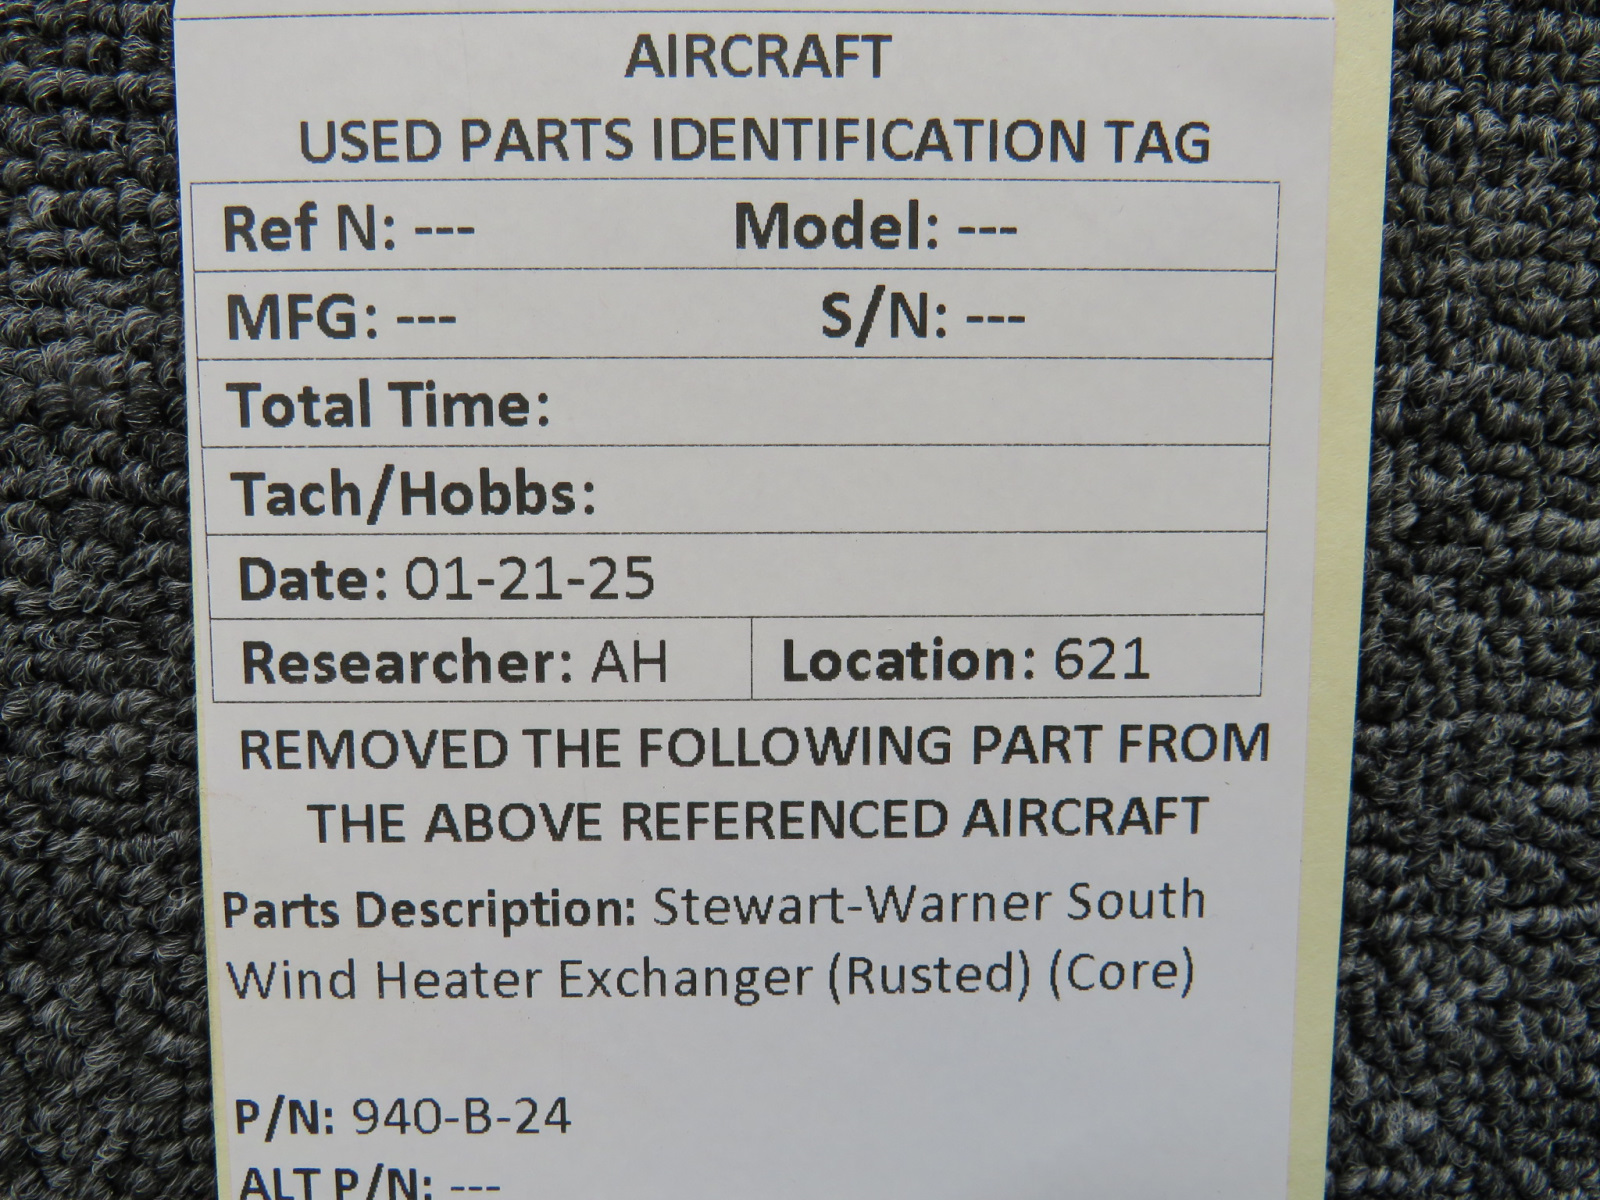 AIRCRAFT
USED PARTS IDENTIFICATION TAG
Ref N: --- Model: ---
MFG: --- S/N: ---
Total Time:
Tach/Hobbs:
Date: 01-21-25
Researcher: AH Location: 621
REMOVED THE FOLLOWING PART FROM
THE ABOVE REFERENCED AIRCRAFT
Parts Description: Stewart-Warner South
Wind Heater Exchanger (Rusted) (Core)
P/N: 940-B-24
ALT P/N: ---